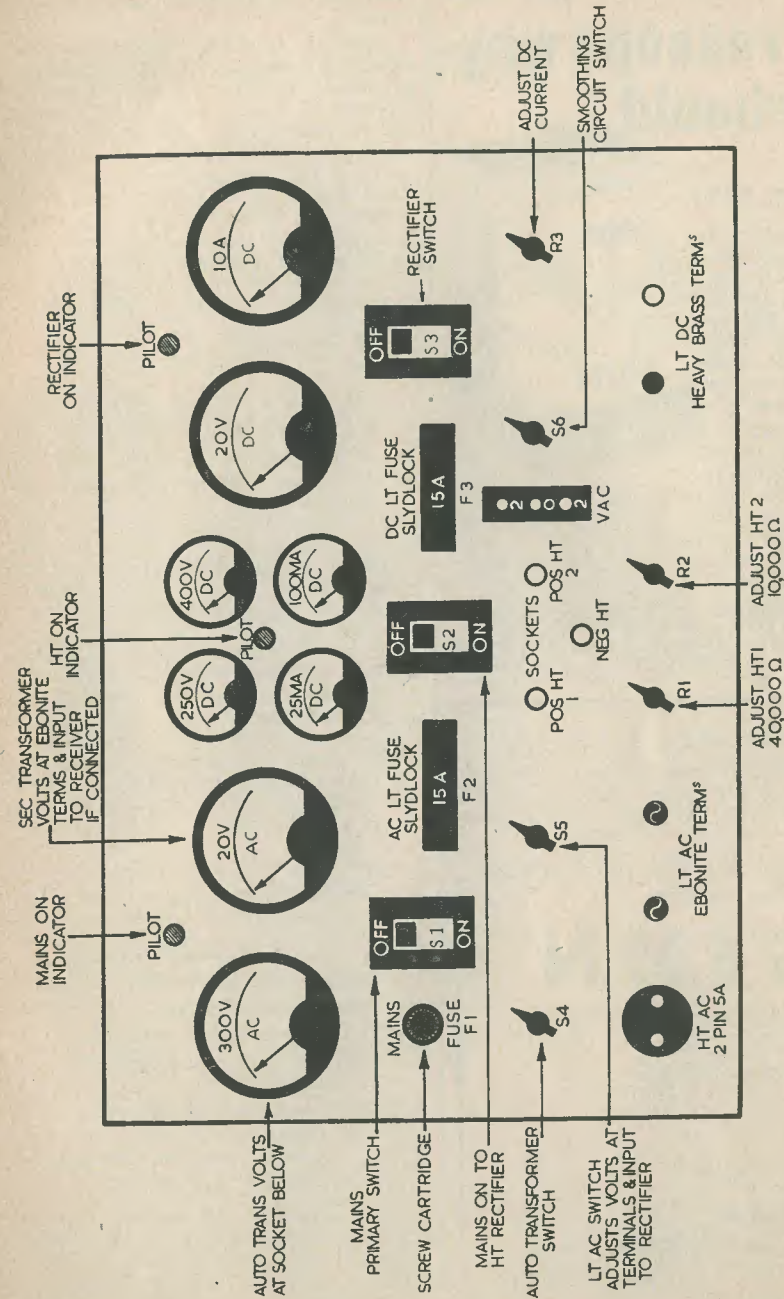 RECTIFIER
ON INDICATOR
HT ON
INDICATOR
SEC TRANSFORMER
VOLTS AT EBONITE
TERMS & INPUT
TO RECEIVER
IF CONNECTED
MAINS ON
INDICATOR
PILOT
PILOT
PILOT
300V
AC
20V
AC
250V
DC
400V
DC
25MA
DC
100MA
DC
20V
DC
10A
DC
AUTO TRANS VOLTS
AT SOCKET BELOW
MAINS
PRIMARY SWITCH
SCREW CARTRIDGE
MAINS ON TO
HT RECTIFIER
AUTO TRANSFORMER
SWITCH
LT AC SWITCH
ADJUSTS VOLTS AT
TERMINALS & INPUT
TO RECTIFIER
MAINS
FUSE
F1
OFF
S1
ON
AC LT FUSE
SLYDLOCK
15A
F2
OFF
S2
ON
DC LT FUSE
SLYDLOCK
15A
F3
OFF
S3
ON
RECTIFIER
SWITCH
ADJUST DC
CURRENT
SMOOTHING
CIRCUIT SWITCH
S4
S5
SOCKETS
POS HT
1
POS HT
2
NEG HT
2 0 2
VAC
S6
R3
HT AC
2 PIN 5A
LT AC
EBONITE TERMS
R1
R2
LT DC
HEAVY BRASS TERMS
ADJUST HT1
40,000 Ω
ADJUST HT 2
10,000 Ω